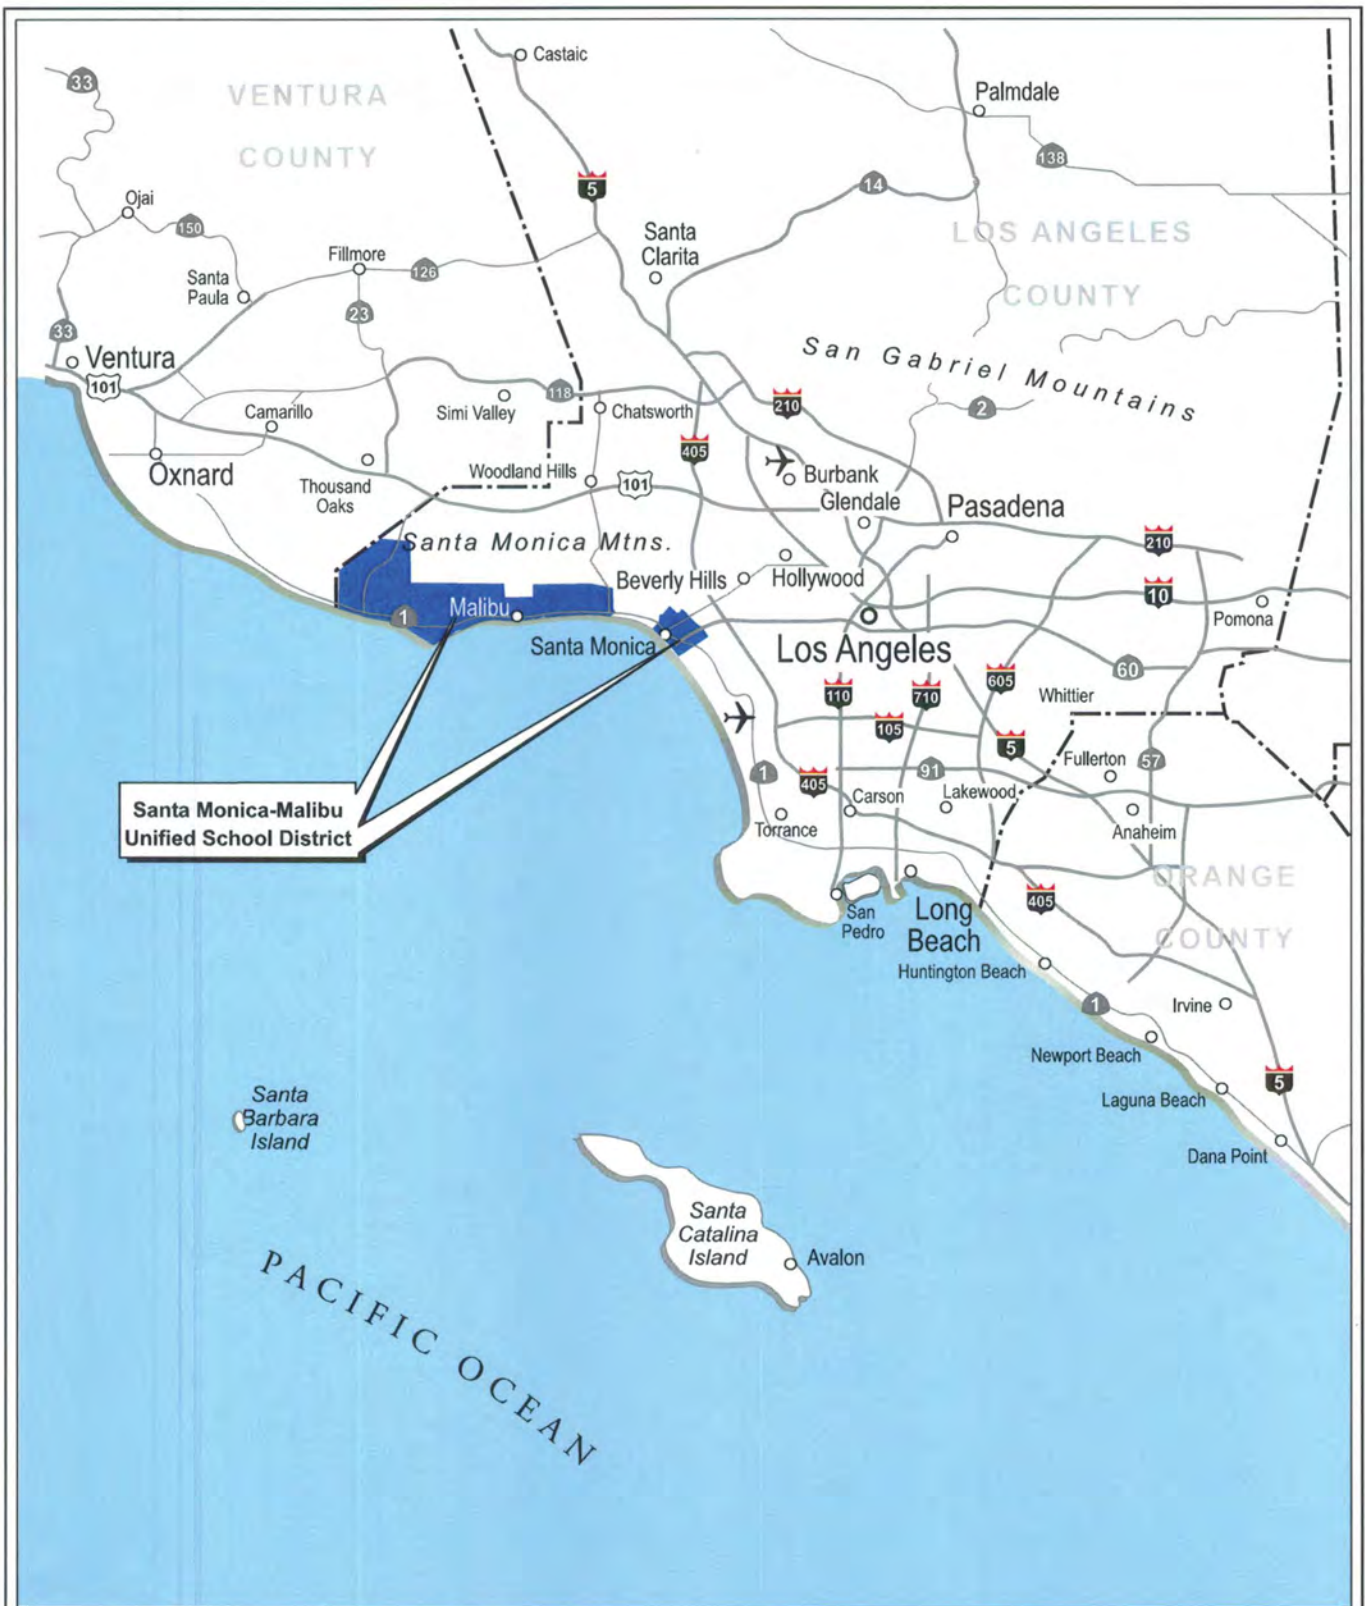 Castaic
33
VENTURA
COUNTY
Palmdale
138
5
14
Ojai
150
LOS ANGELES
COUNTY
Santa
Clarita
Fillmore
126
Santa
Paula
23
33
Ventura
101
San Gabriel Mountains
118
Camarillo
Simi Valley
Chatsworth
210
2
405
Oxnard
Thousand
Oaks
Woodland Hills
101
Burbank
Glendale
Pasadena
Santa Monica Mtns.
210
Beverly Hills
Hollywood
10
Malibu
1
Pomona
Santa Monica
Los Angeles
60
605
110
710
Whittier
105
5
Fullerton
57
1
91
405
Santa Monica-Malibu
Unified School District
Carson
Lakewood
Torrance
Anaheim
ORANGE
COUNTY
405
San
Pedro
Long
Beach
Huntington Beach
1
Irvine
Newport Beach
5
Laguna Beach
Santa
Barbara
Island
Dana Point
Santa
Catalina
Island
Avalon
PACIFIC OCEAN